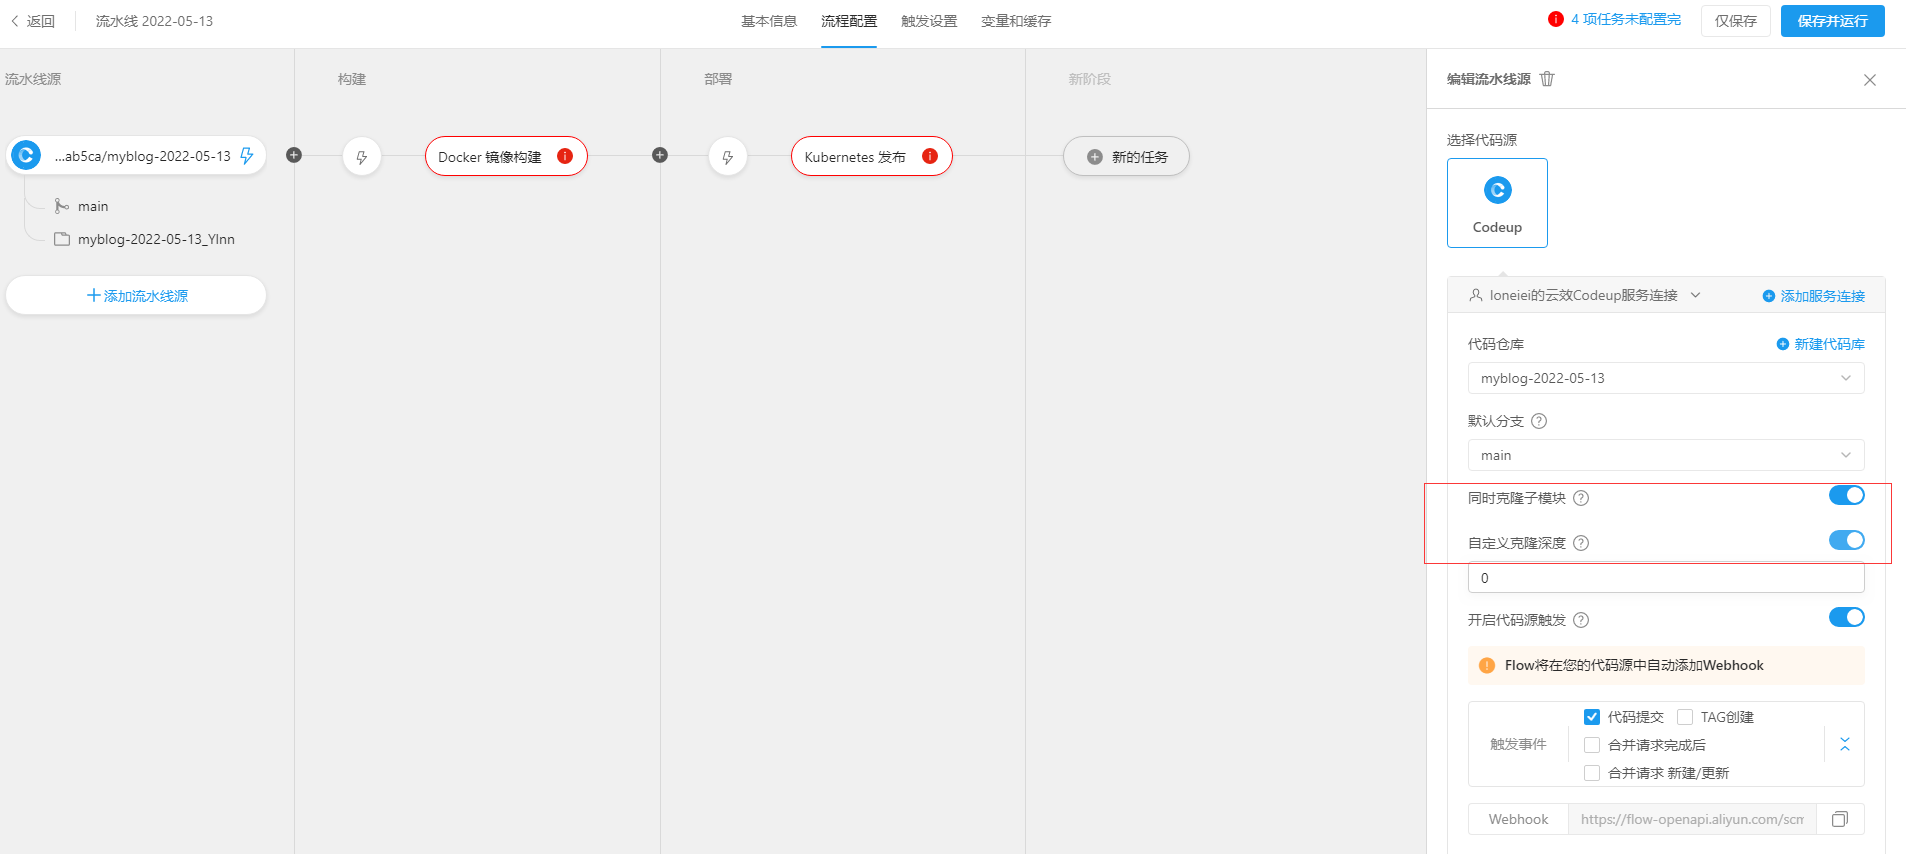 返回
流水线 2022-05-13
基本信息
流程配置
触发设置
变量和缓存
4 项任务未配置完
仅保存
保存并运行
流水线源
构建
部署
新阶段
...ab5ca/myblog-2022-05-13
main
myblog-2022-05-13_YInn
添加流水线源
Docker 镜像构建
Kubernetes 发布
新的任务
编辑流水线源
选择代码源
Codeup
loneiei的云效Codeup服务连接
添加服务连接
代码仓库
新建代码库
myblog-2022-05-13
默认分支
main
同时克隆子模块
自定义克隆深度
0
开启代码源触发
Flow将在您的代码源中自动添加Webhook
触发事件
代码提交
TAG创建
合并请求完成后
合并请求 新建/更新
Webhook
https://flow-openapi.aliyun.com/scm